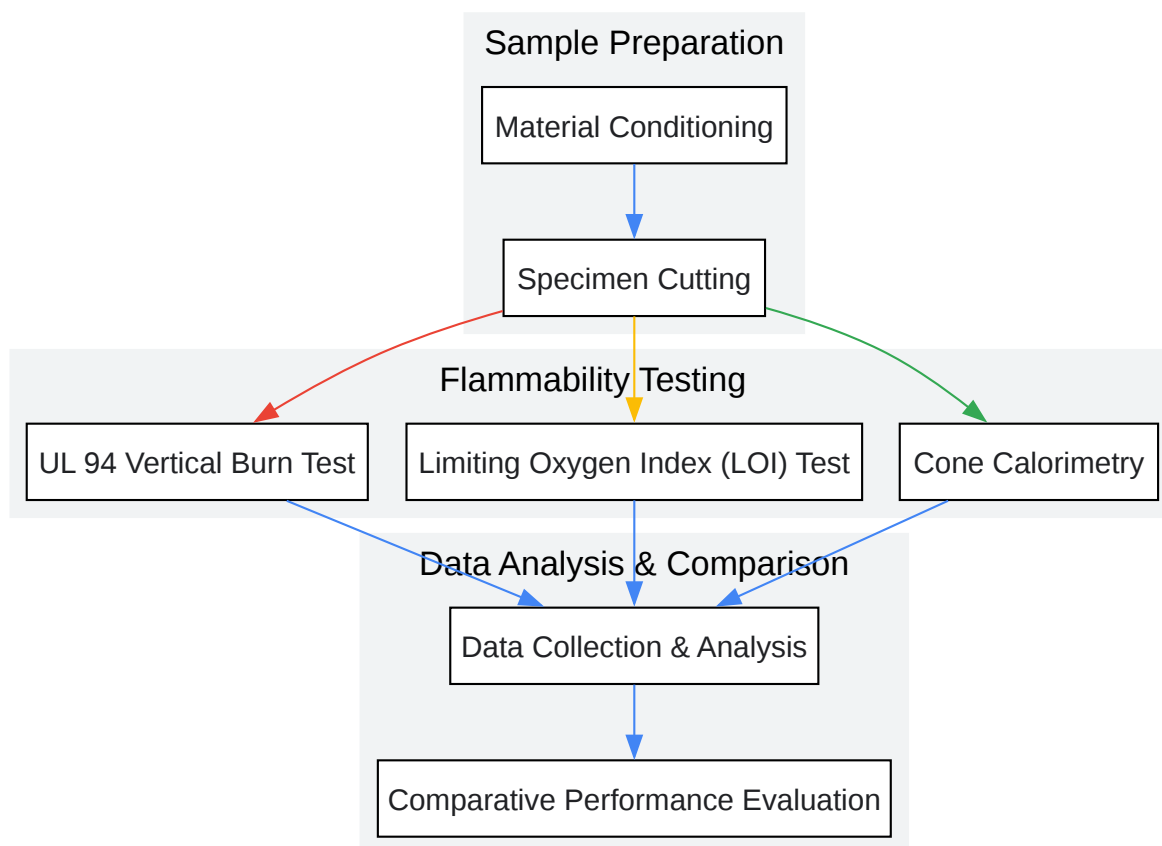 Sample Preparation
Material Conditioning
Specimen Cutting
Flammability Testing
UL 94 Vertical Burn Test
Limiting Oxygen Index (LOI) Test
Cone Calorimetry
Data Analysis & Comparison
Data Collection & Analysis
Comparative Performance Evaluation